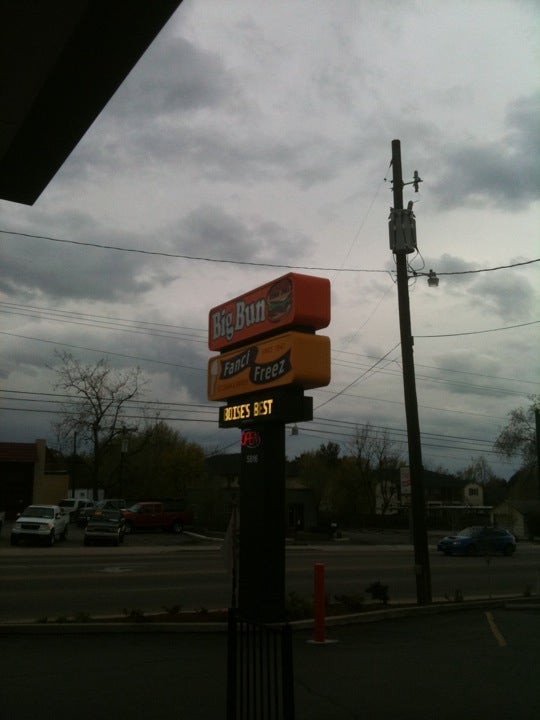 Big Bun
Fanci
Freez
BOISE'S BEST